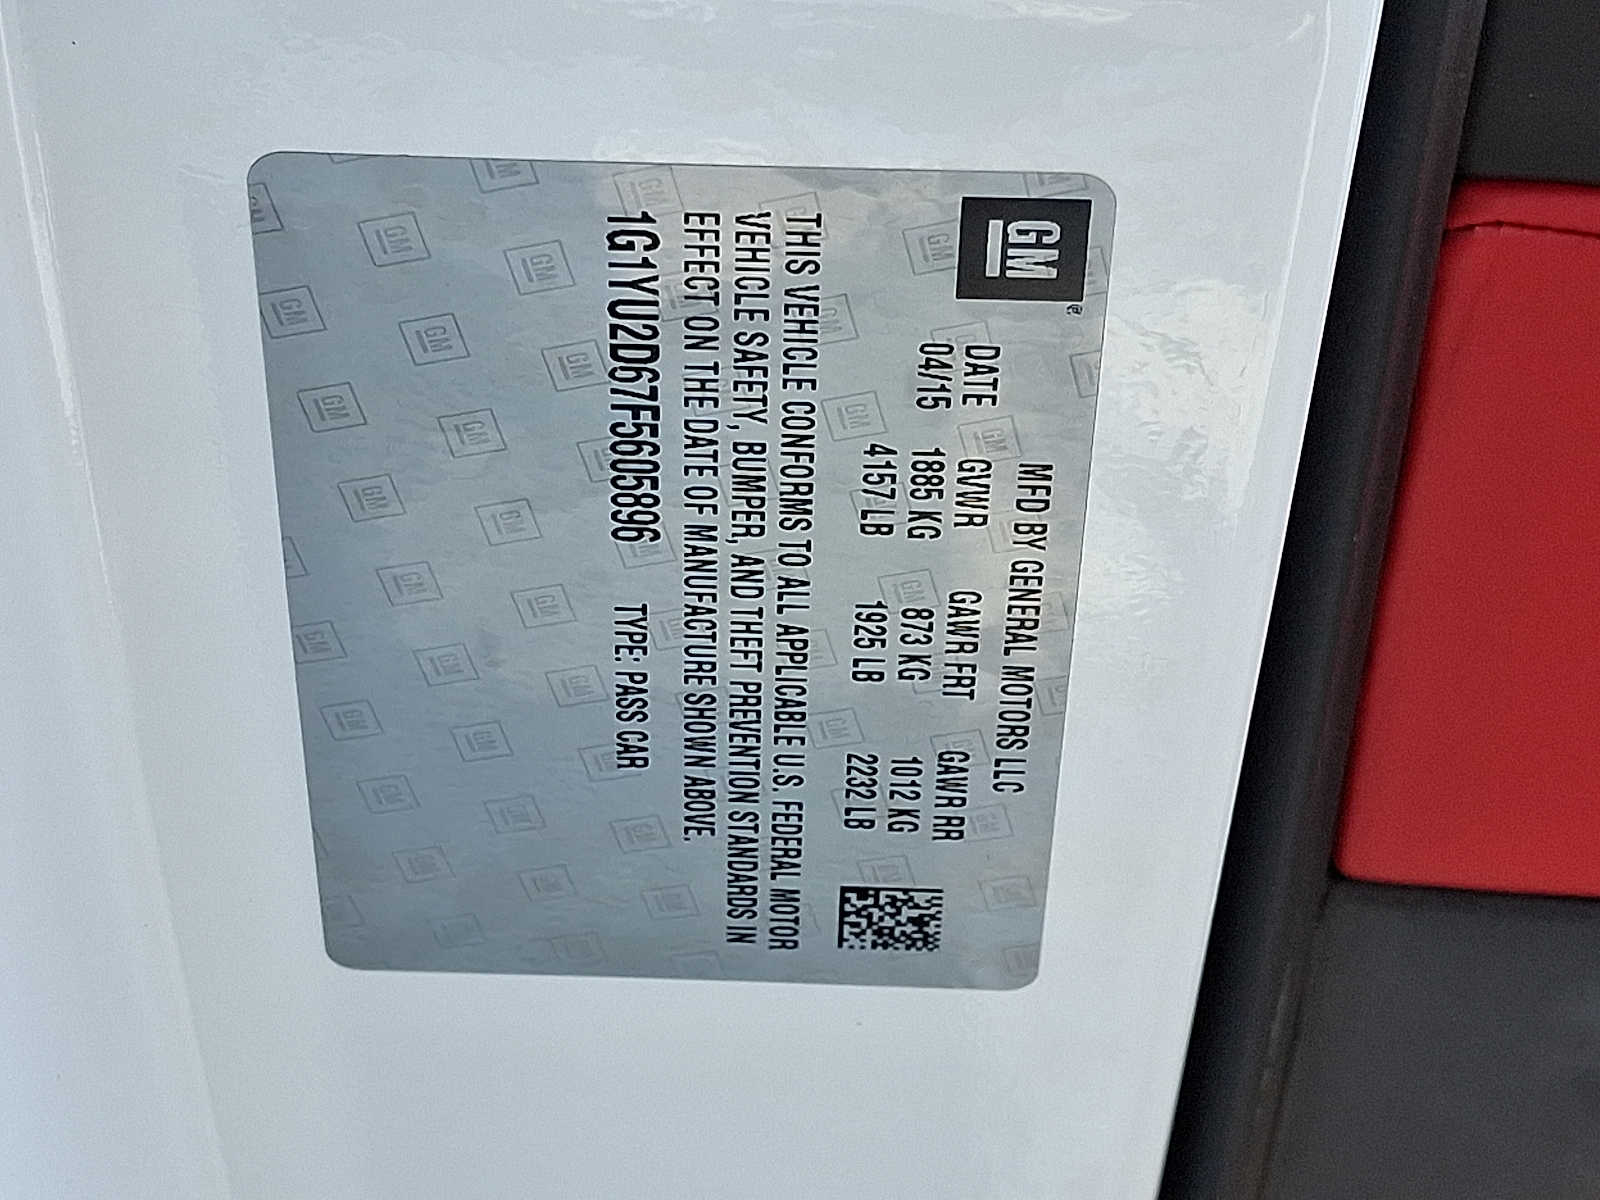 GM
MFD BY GENERAL MOTORS LLC
DATE GVWR GAWR FRT GAWR RR
04/15 1885 KG 873 KG 1012 KG
4157 LB 1925 LB 2232 LB
THIS VEHICLE CONFORMS TO ALL APPLICABLE U.S. FEDERAL MOTOR
VEHICLE SAFETY, BUMPER, AND THEFT PREVENTION STANDARDS IN
EFFECT ON THE DATE OF MANUFACTURE SHOWN ABOVE.
1G1YU2D67F5605896 TYPE: PASS CAR